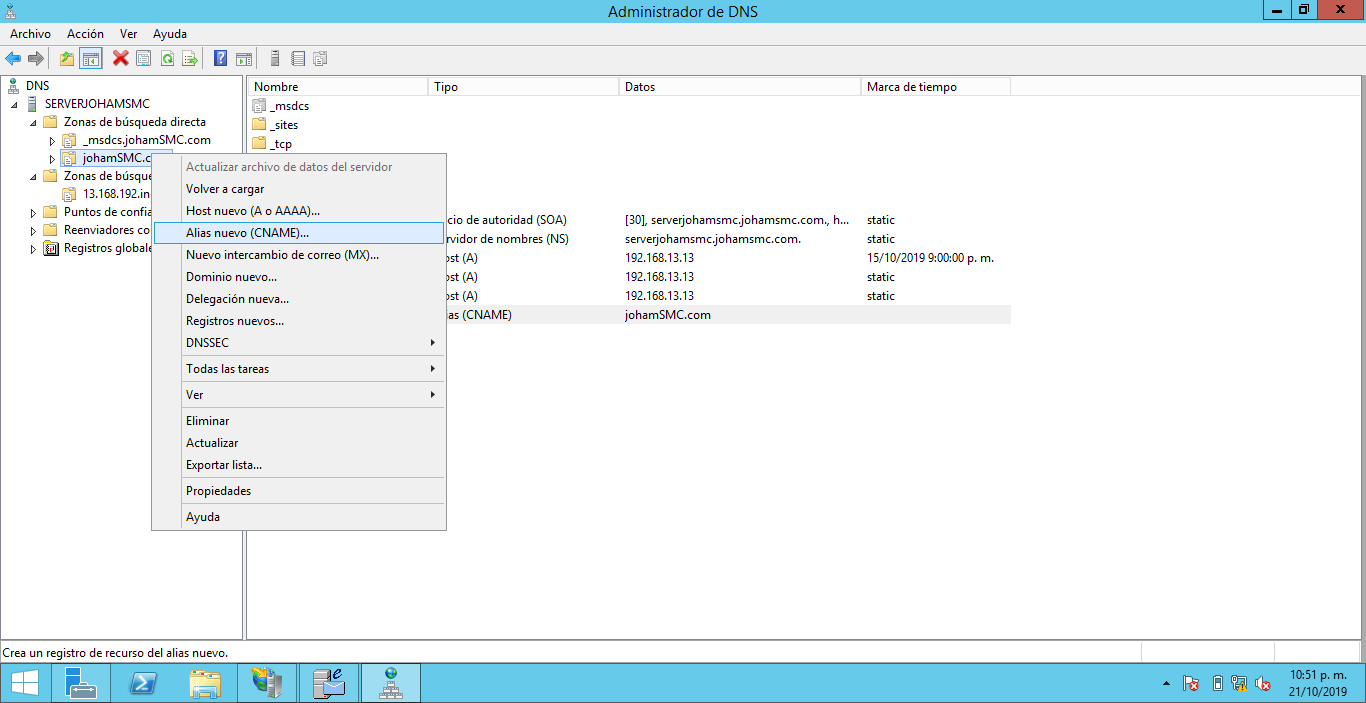 Administrador de DNS
Archivo Acción Ver Ayuda
DNS
SERVERJOHAMSMC
Zonas de búsqueda directa
_msdcs.johamSMC.com
johamSMC.c
Zonas de búsque
13.168.192.in
Puntos de confia
Reenviadores co
Registros globale
Nombre Tipo Datos Marca de tiempo
_msdcs
_sites
_tcp
cio de autoridad (SOA) [30], serverjohamsmc.johamsmc.com., h... static
rvidor de nombres (NS) serverjohamsmc.johamsmc.com. static
ost (A) 192.168.13.13 15/10/2019 9:00:00 p. m.
ost (A) 192.168.13.13 static
ost (A) 192.168.13.13 static
ias (CNAME) johamSMC.com
Actualizar archivo de datos del servidor
Volver a cargar
Host nuevo (A o AAAA)...
Alias nuevo (CNAME)...
Nuevo intercambio de correo (MX)...
Dominio nuevo...
Delegación nueva...
Registros nuevos...
DNSSEC
Todas las tareas
Ver
Eliminar
Actualizar
Exportar lista...
Propiedades
Ayuda
Crea un registro de recurso del alias nuevo.
10:51 p. m.
21/10/2019